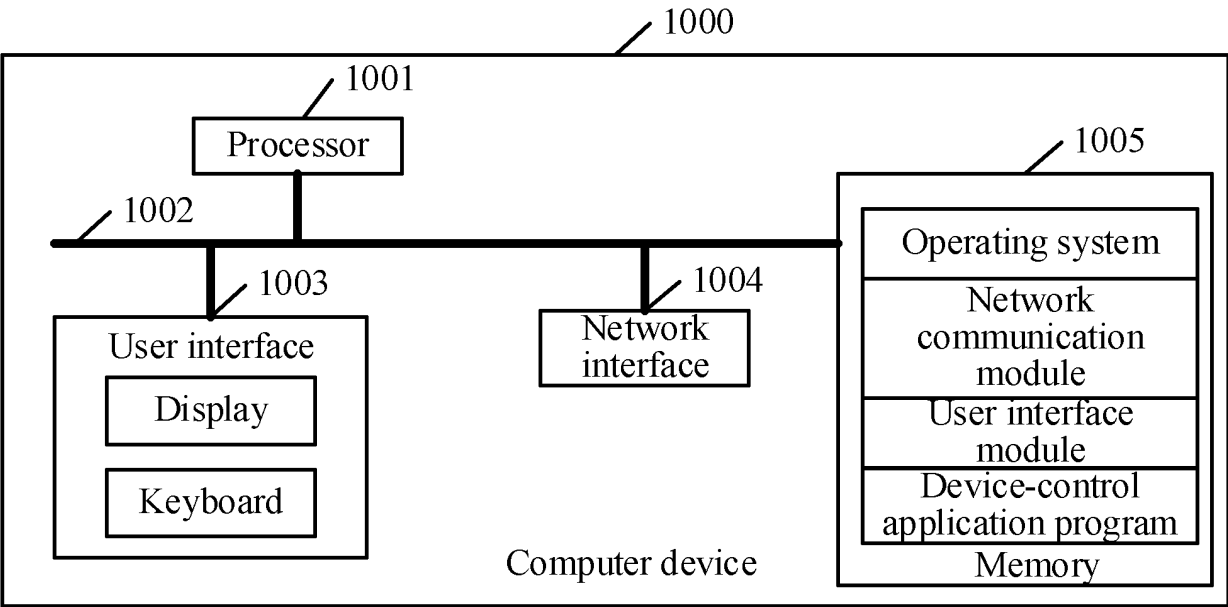 1000
1001
Processor
1005
1002
Operating system
1003
1004
Network
communication
module
User interface
Network
interface
Display
User interface
module
Keyboard
Device-control
application program
Computer device
Memory